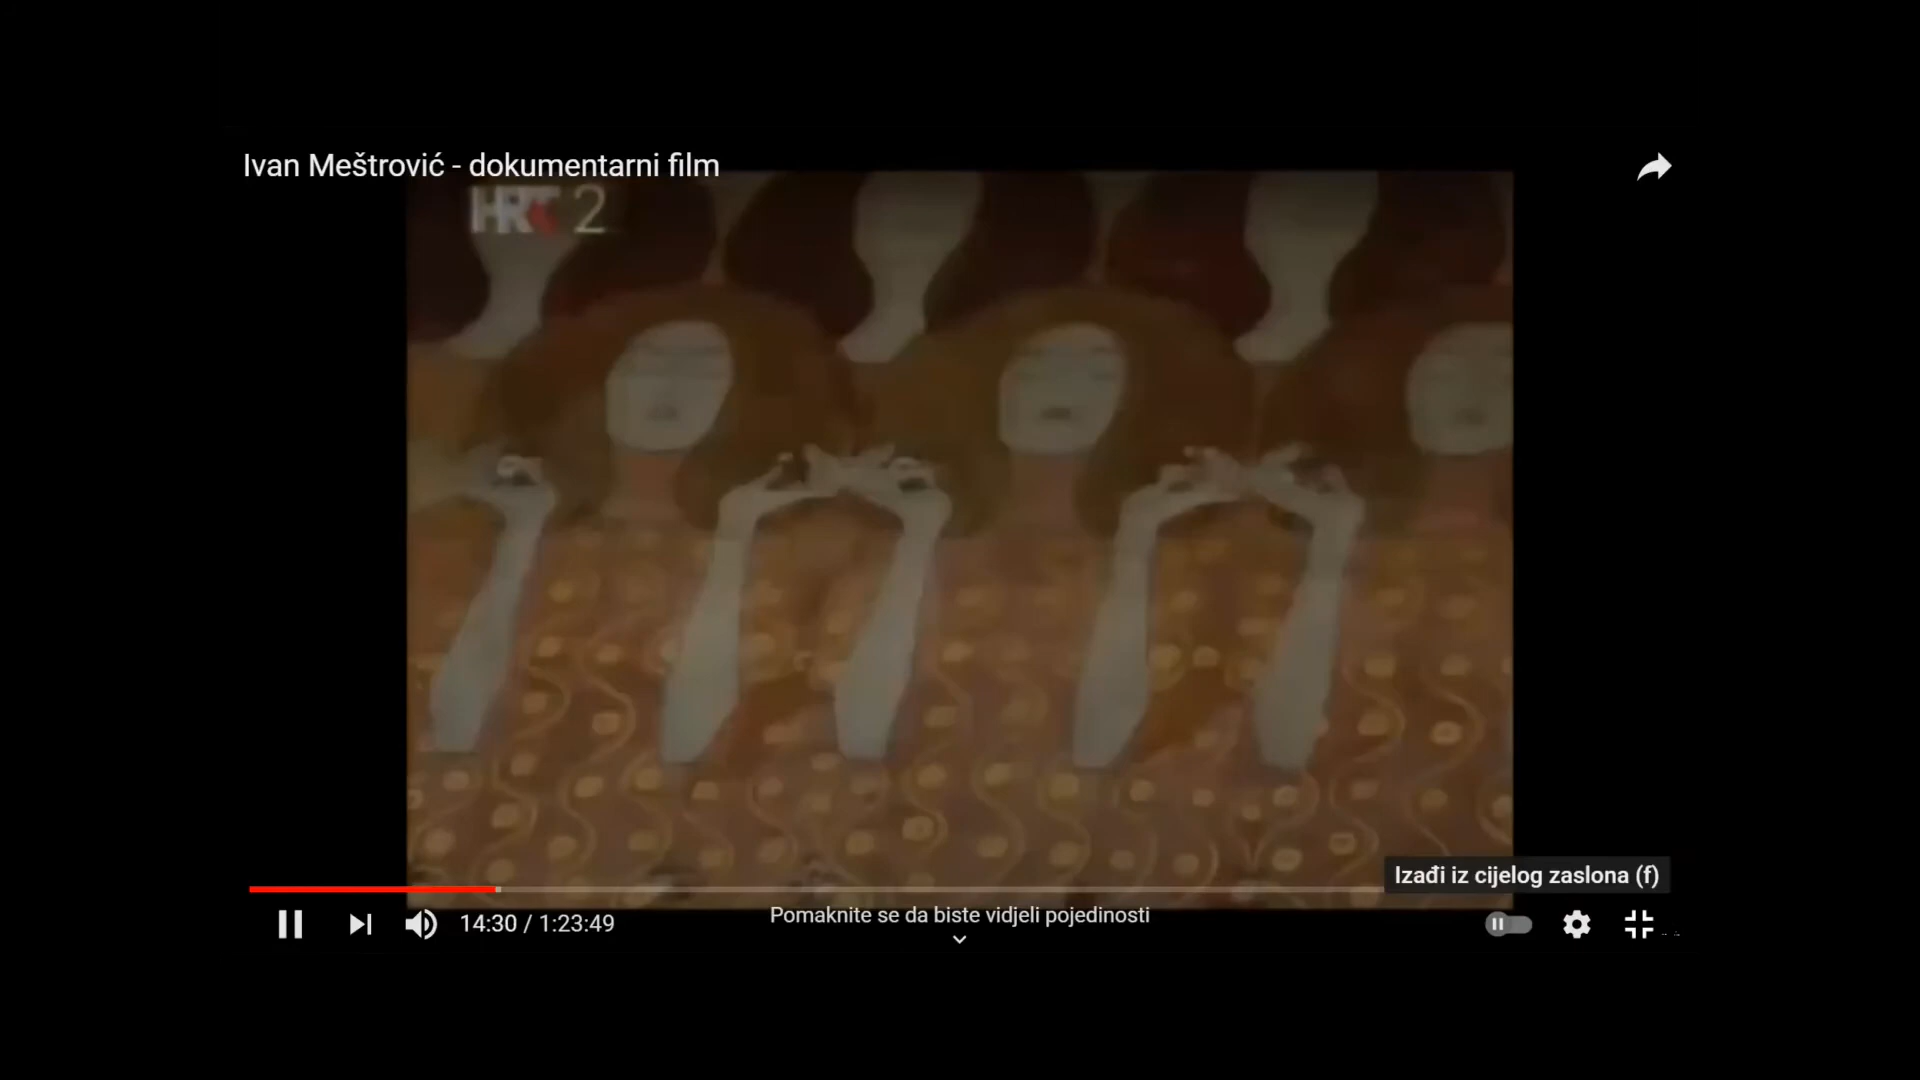 Ivan Meštrović - dokumentarni film
HRT 2
Izađi iz cijelog zaslona (f)
Pomaknite se da biste vidjeli pojedinosti
14:30 / 1:23:49